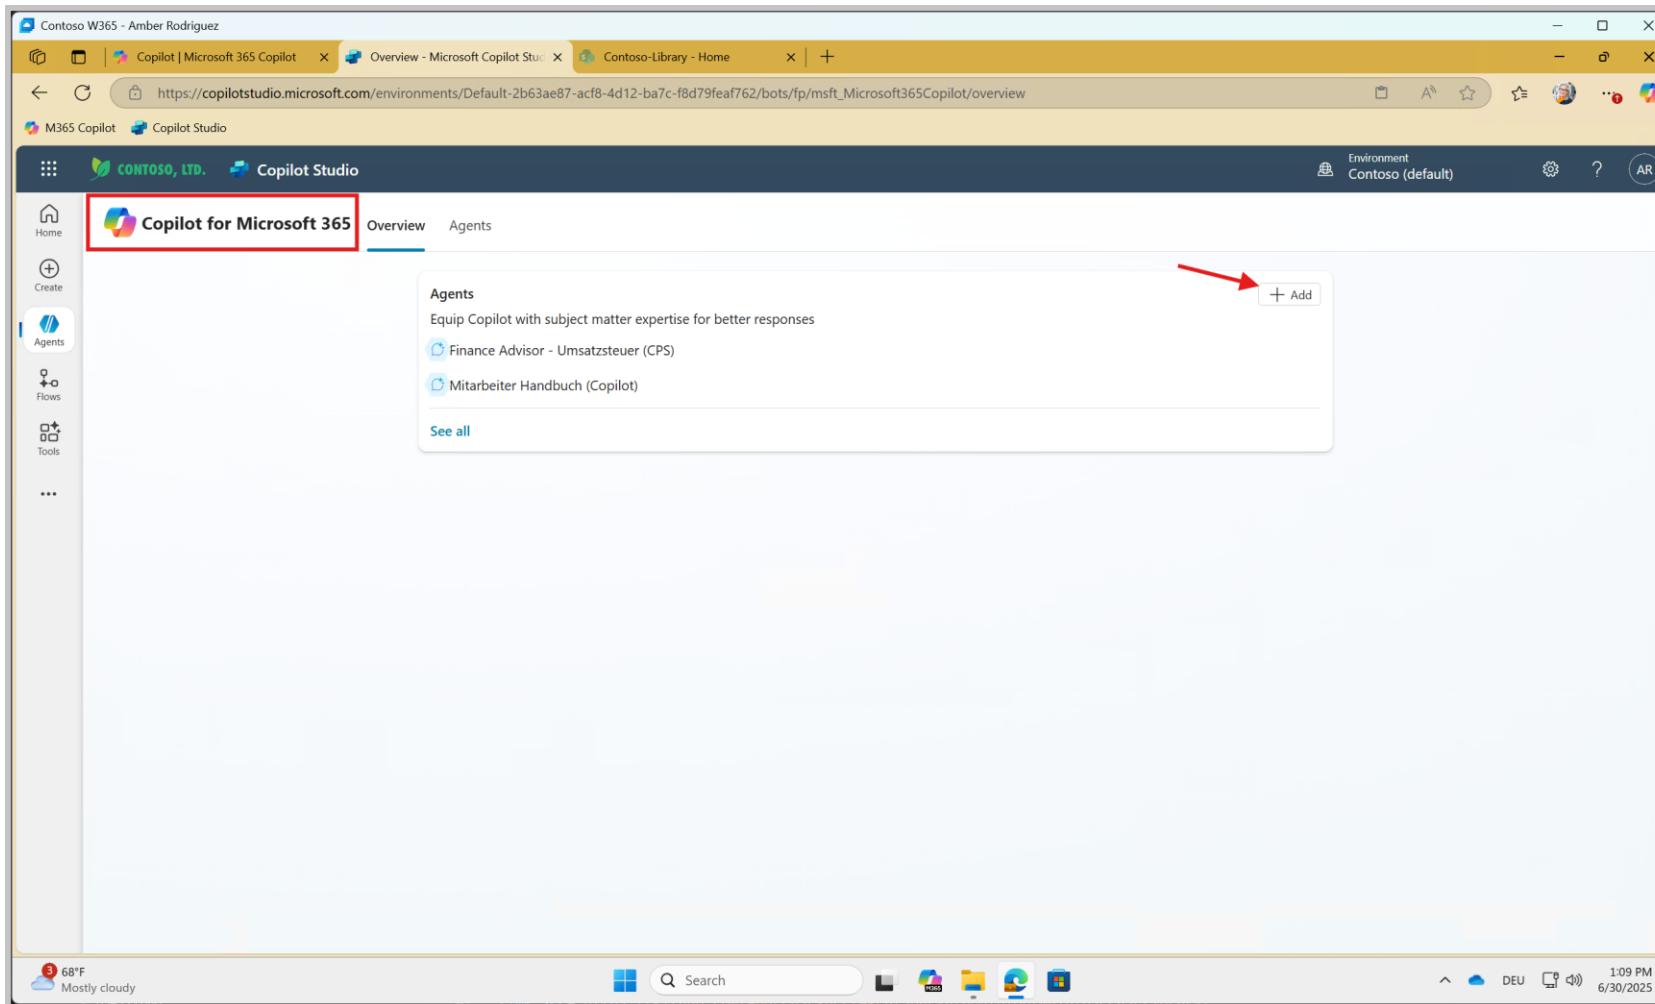 Contoso W365 - Amber Rodriguez
Copilot | Microsoft 365 Copilot
Overview - Microsoft Copilot Stuc
Contoso-Library - Home
https://copilotstudio.microsoft.com/environments/Default-2b63ae87-acf8-4d12-ba7c-f8d79feaf762/bots/fp/msft_Microsoft365Copilot/overview
M365 Copilot
Copilot Studio
CONTOSO, LTD.
Copilot Studio
Environment
Contoso (default)
?
AR
Home
Create
Agents
Flows
Tools
Copilot for Microsoft 365
Overview
Agents
Agents
Add
Equip Copilot with subject matter expertise for better responses
Finance Advisor - Umsatzsteuer (CPS)
Mitarbeiter Handbuch (Copilot)
See all
3
68°F
Mostly cloudy
Search
M365
DEU
1:09 PM
6/30/2025